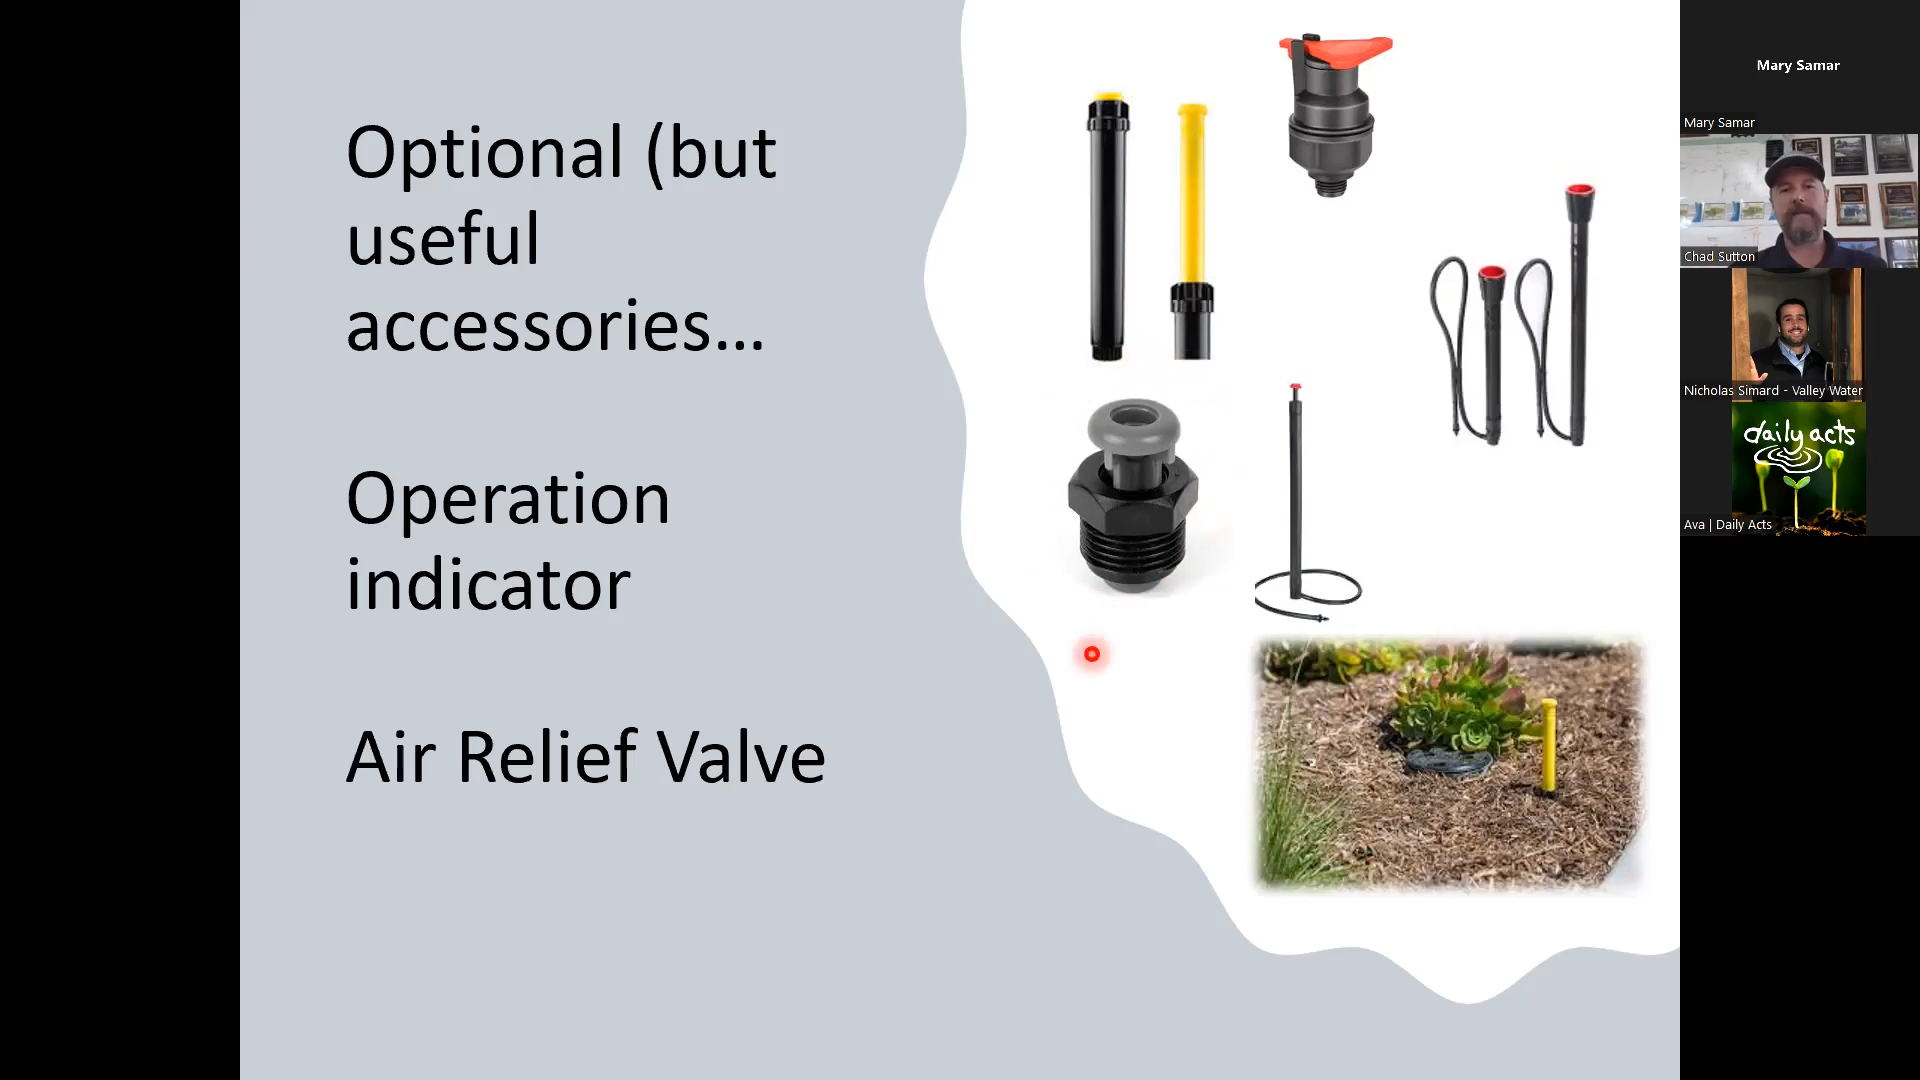 Optional (but
useful
accessories...
Operation
indicator
Air Relief Valve
Mary Samar
Mary Samar
Chad Sutton
Nicholas Simard - Valley Water
daily acts
Ava | Daily Acts